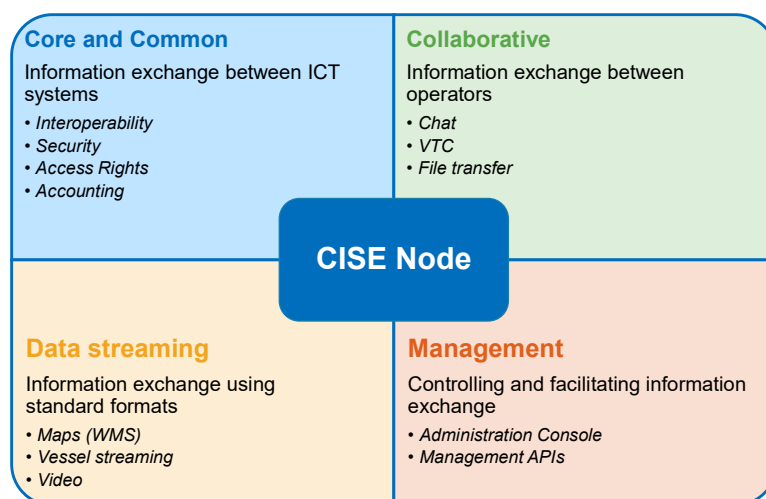 Core and Common
Information exchange between ICT
systems
• Interoperability
• Security
• Access Rights
• Accounting
Collaborative
Information exchange between
operators
• Chat
• VTC
• File transfer
CISE Node
Data streaming
Information exchange using
standard formats
• Maps (WMS)
• Vessel streaming
• Video
Management
Controlling and facilitating information
exchange
• Administration Console
• Management APIs